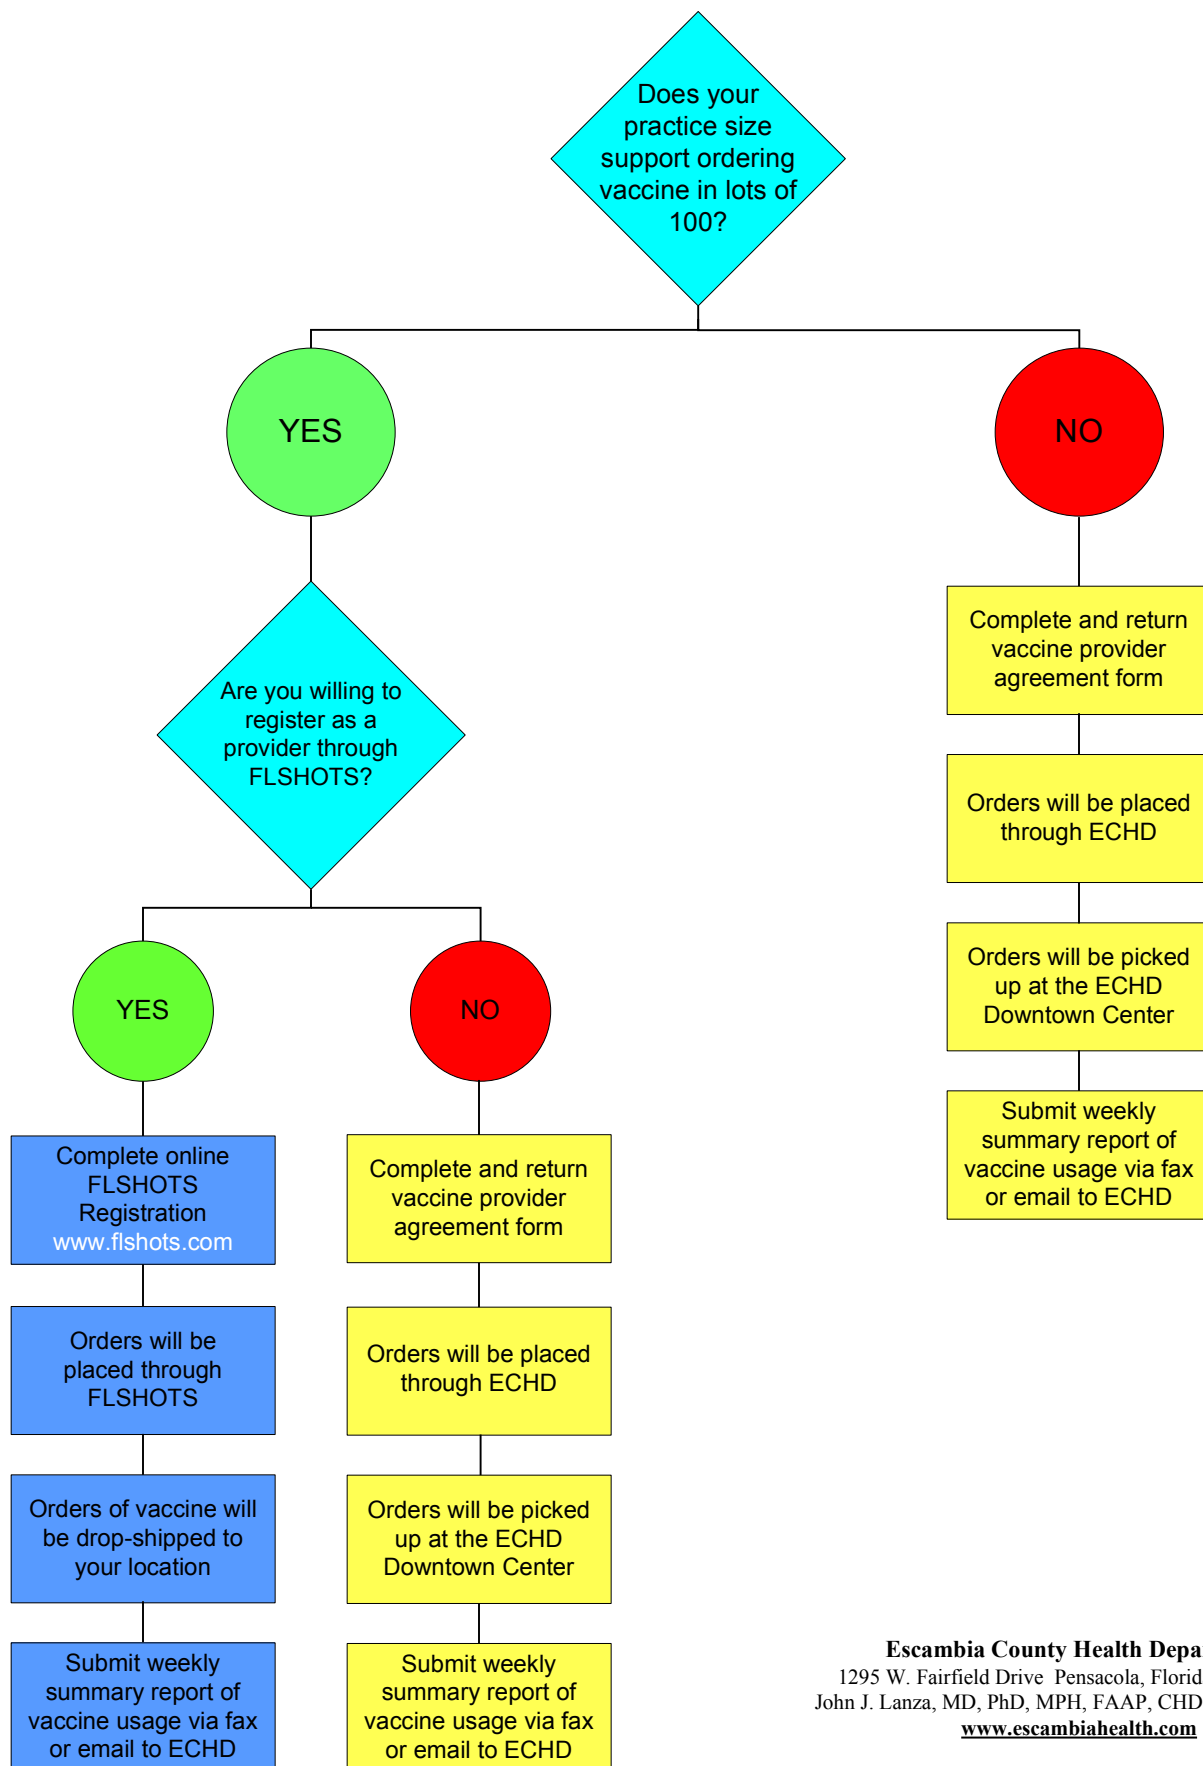 Does your
practice size
support ordering
vaccine in lots of
100?
YES
NO
Are you willing to
register as a
provider through
FLSHOTS?
YES
NO
Complete online
FLSHOTS
Registration
www.flshots.com
Orders will be
placed through
FLSHOTS
Orders of vaccine will
be drop-shipped to
your location
Submit weekly
summary report of
vaccine usage via fax
or email to ECHD
Complete and return
vaccine provider
agreement form
Orders will be placed
through ECHD
Orders will be picked
up at the ECHD
Downtown Center
Submit weekly
summary report of
vaccine usage via fax
or email to ECHD
Complete and return
vaccine provider
agreement form
Orders will be placed
through ECHD
Orders will be picked
up at the ECHD
Downtown Center
Submit weekly
summary report of
vaccine usage via fax
or email to ECHD
Escambia County Health Depa
1295 W. Fairfield Drive Pensacola, Florid
John J. Lanza, MD, PhD, MPH, FAAP, CHD
www.escambiahealth.com